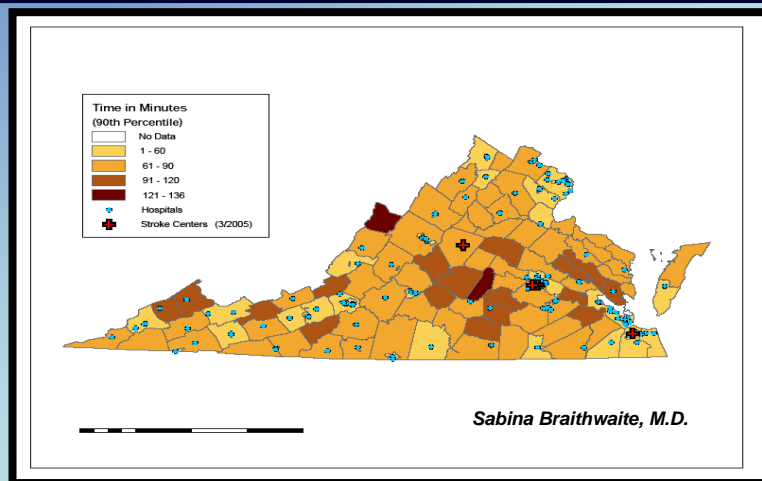 Time in Minutes
(90th Percentile)
No Data
1 - 60
61 - 90
91 - 120
121 - 136
Hospitals
Stroke Centers (3/2005)
Sabina Braithwaite, M.D.